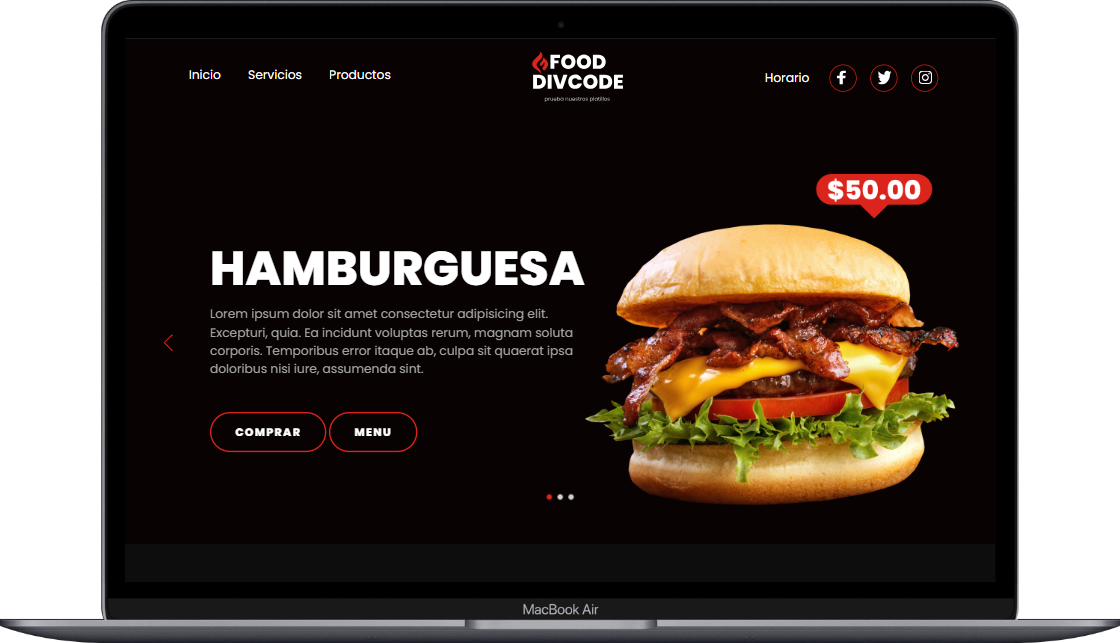 Inicio Servicios Productos
FOOD
DIVCODE
prueba nuestros platillos
Horario
$50.00
HAMBURGUESA
Lorem ipsum dolor sit amet consectetur adipisicing elit.
Excepturi, quia. Ea incidunt voluptas rerum, magnam soluta
corporis. Temporibus error itaque ab, culpa sit quaerat ipsa
doloribus nisi iure, assumenda sint.
COMPRAR MENU
MacBook Air